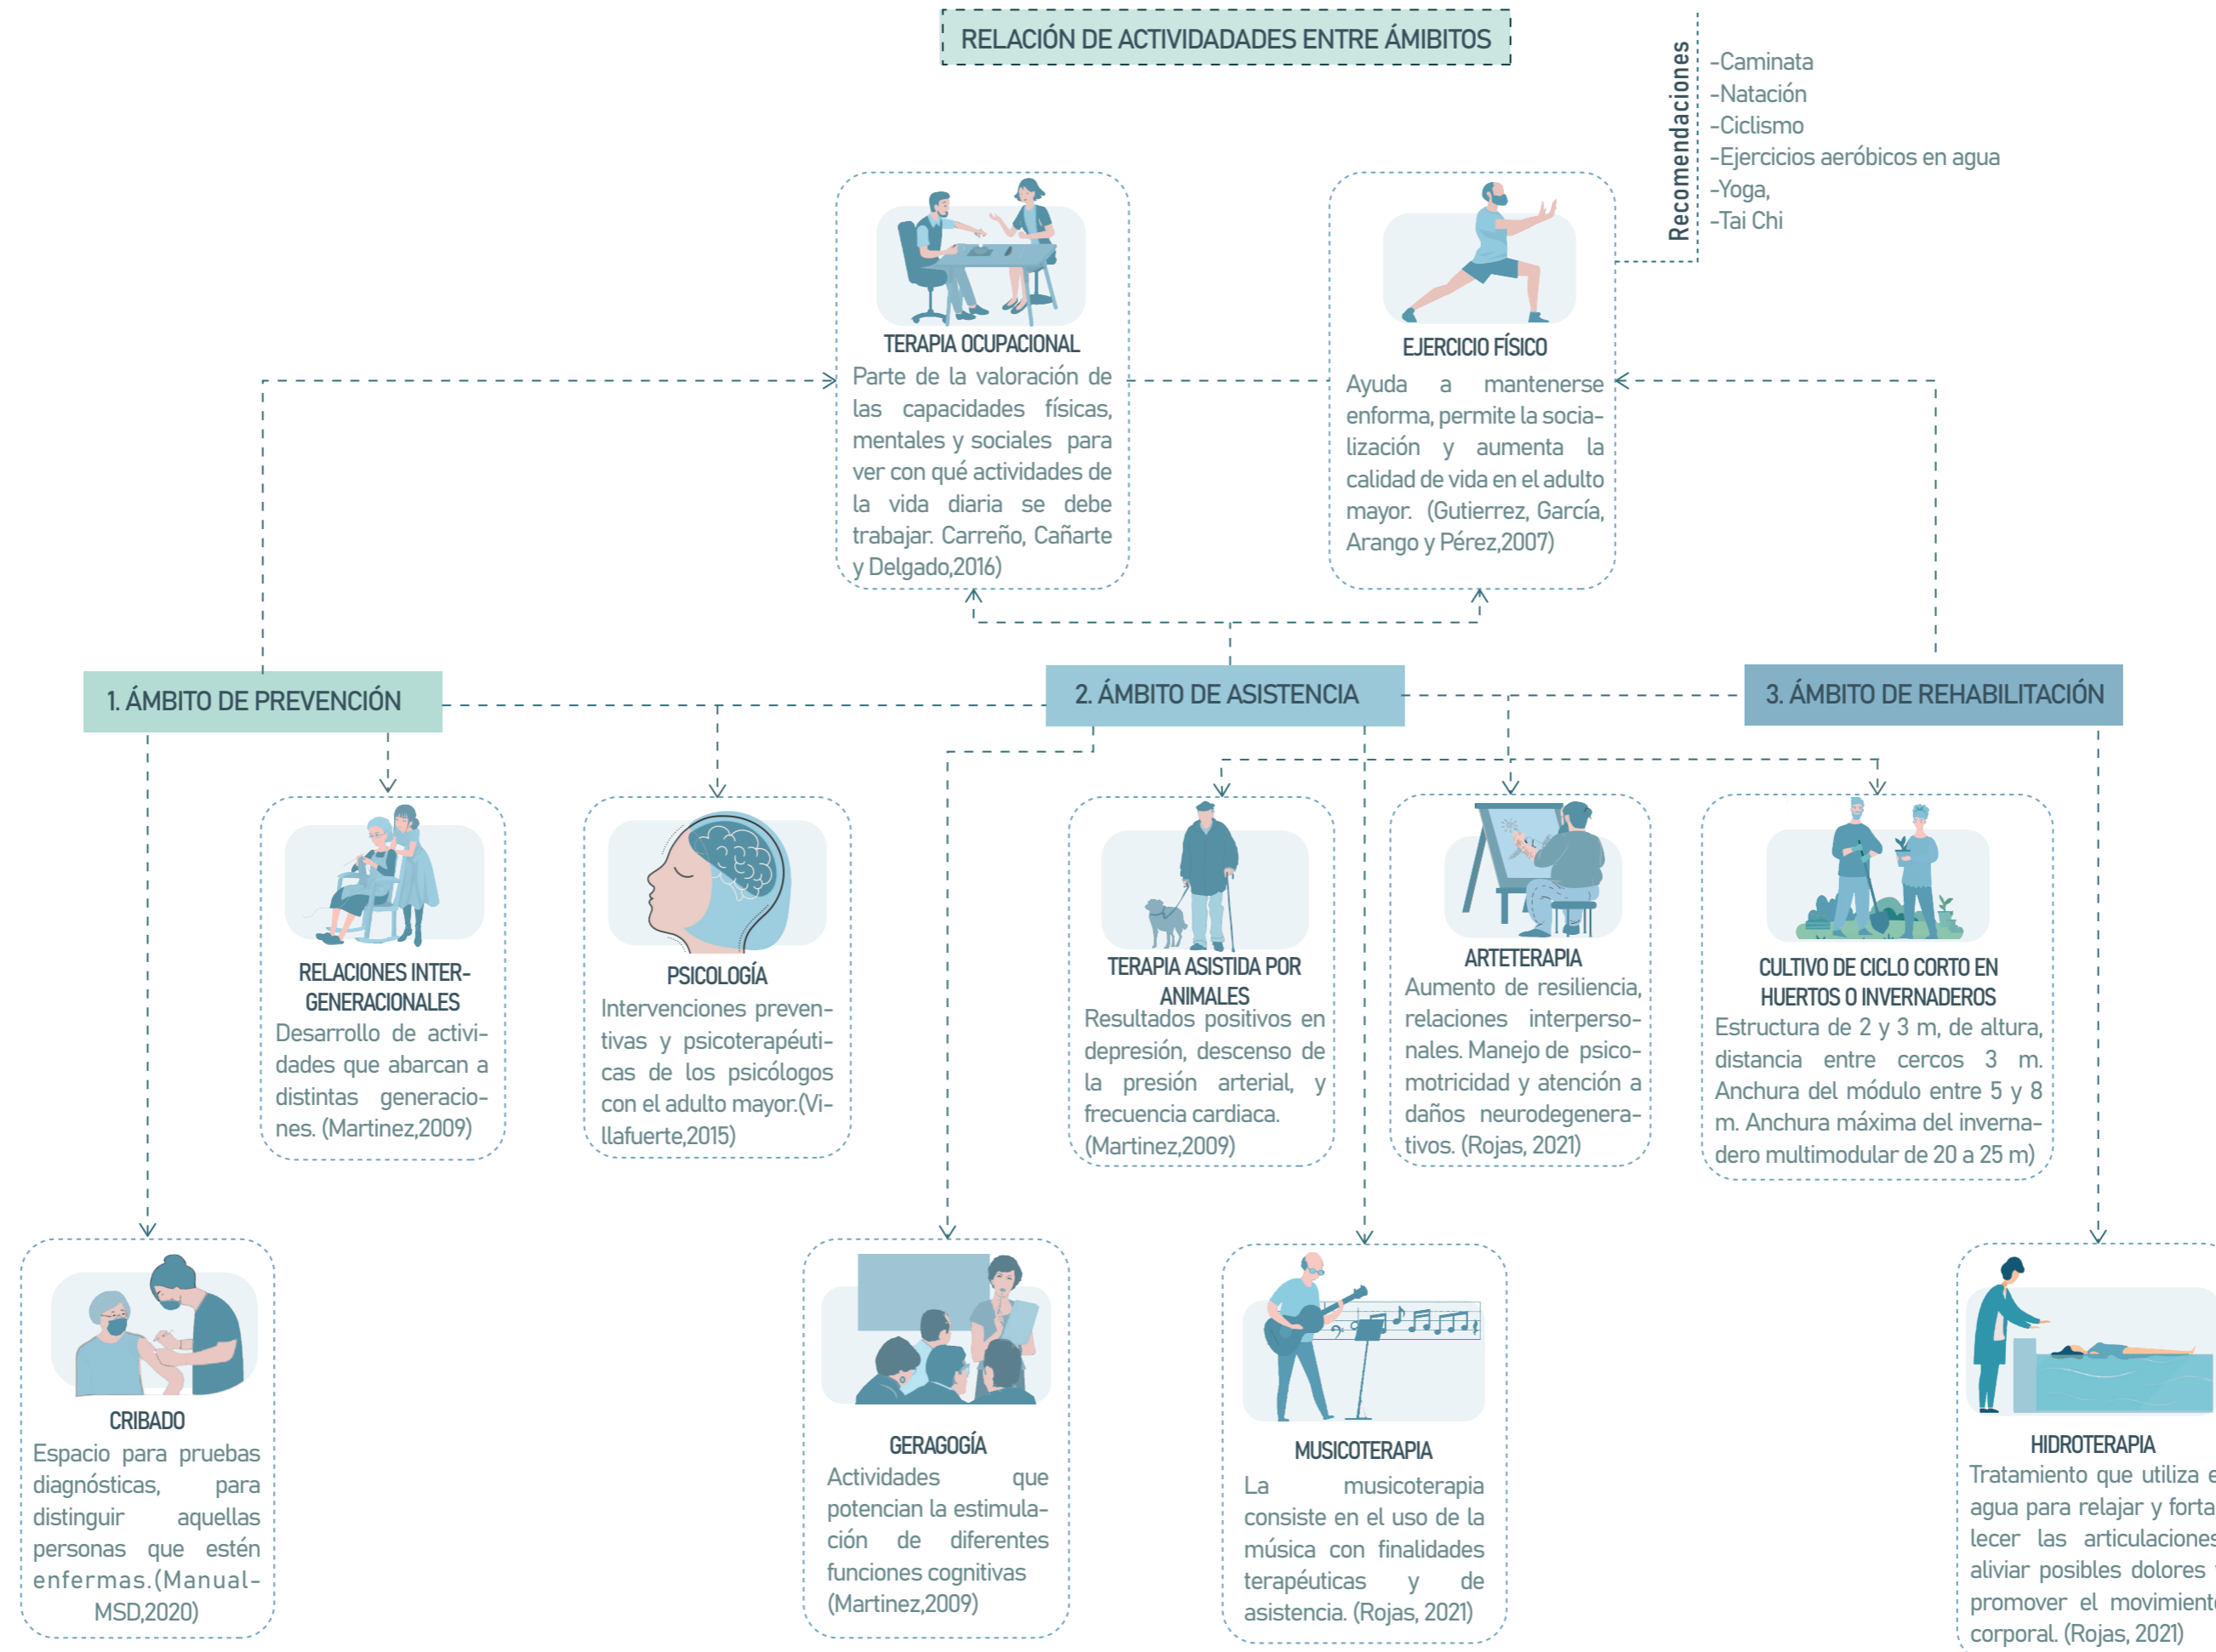 RELACIÓN DE ACTIVIDADADES ENTRE ÁMIBITOS
Recomendaciones
-Caminata
-Natación
-Ciclismo
-Ejercicios aeróbicos en agua
-Yoga,
-Tai Chi
TERAPIA OCUPACIONAL
Parte de la valoración de
las capacidades físicas,
mentales y sociales para
ver con qué actividades de
la vida diaria se debe
trabajar. Carreño, Cañarte
y Delgado,2016)
EJERCICIO FÍSICO
Ayuda a mantenerse
enforma, permite la socia-
lización y aumenta la
calidad de vida en el adulto
mayor. (Gutierrez, García,
Arango y Pérez,2007)
1. ÁMBITO DE PREVENCIÓN
2. ÁMBITO DE ASISTENCIA
3. ÁMBITO DE REHABILITACIÓN
RELACIONES INTER-
GENERACIONALES
Desarrollo de activi-
dades que abarcan a
distintas generacio-
nes. (Martinez,2009)
PSICOLOGÍA
Intervenciones preven-
tivas y psicoterapéuti-
cas de los psicólogos
con el adulto mayor.(Vi-
llafuerte,2015)
TERAPIA ASISTIDA POR
ANIMALES
Resultados positivos en
depresión, descenso de
la presión arterial, y
frecuencia cardiaca.
(Martinez,2009)
ARTETERAPIA
Aumento de resiliencia,
relaciones interperso-
nales. Manejo de psico-
motricidad y atención a
daños neurodegenera-
tivos. (Rojas, 2021)
CULTIVO DE CICLO CORTO EN
HUERTOS O INVERNADEROS
Estructura de 2 y 3 m, de altura,
distancia entre cercos 3 m.
Anchura del módulo entre 5 y 8
m. Anchura máxima del inverna-
dero multimodular de 20 a 25 m)
CRIBADO
Espacio para pruebas
diagnósticas, para
distinguir aquellas
personas que estén
enfermas.(Manual-
MSD,2020)
GERAGOGÍA
Actividades que
potencian la estimula-
ción de diferentes
funciones cognitivas
(Martinez,2009)
MUSICOTERAPIA
La musicoterapia
consiste en el uso de la
música con finalidades
terapéuticas y de
asistencia. (Rojas, 2021)
HIDROTERAPIA
Tratamiento que utiliza
agua para relajar y forta
lecer las articulaciones
aliviar posibles dolores
promover el movimient
corporal. (Rojas, 2021)